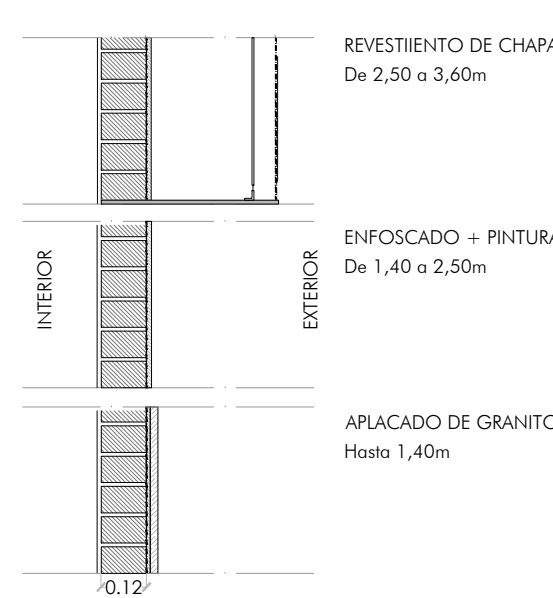 REVESTIIENTO DE CHAPA
De 2,50 a 3,60m
ENFOSCADO + PINTURA
De 1,40 a 2,50m
INTERIOR
EXTERIOR
APLACADO DE GRANITO
Hasta 1,40m
0.12